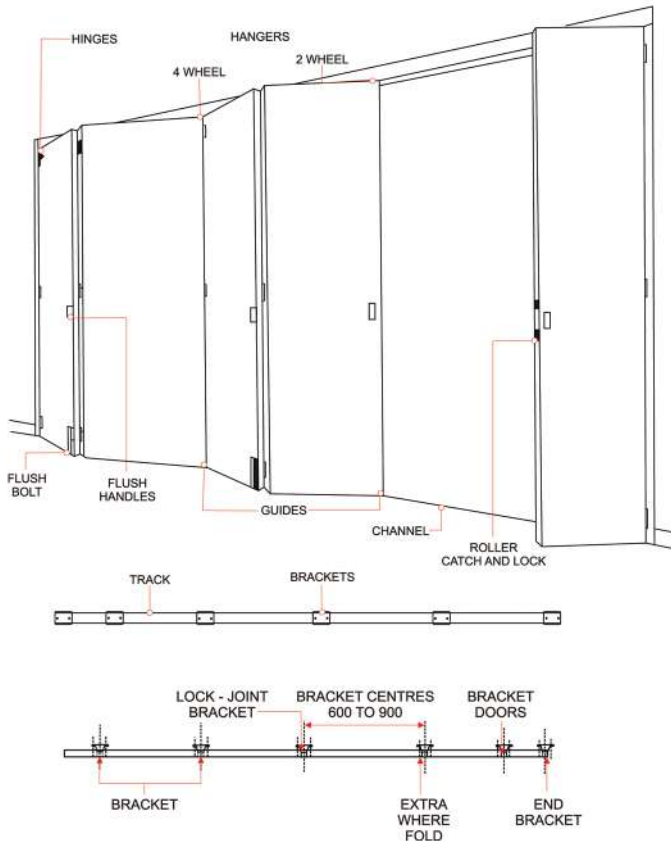 HINGES
HANGERS
4 WHEEL
2 WHEEL
FLUSH
BOLT
FLUSH
HANDLES
GUIDES
CHANNEL
ROLLER
CATCH AND LOCK
TRACK
BRACKETS
LOCK - JOINT
BRACKET
BRACKET CENTRES
600 TO 900
BRACKET
DOORS
BRACKET
EXTRA
WHERE
FOLD
END
BRACKET